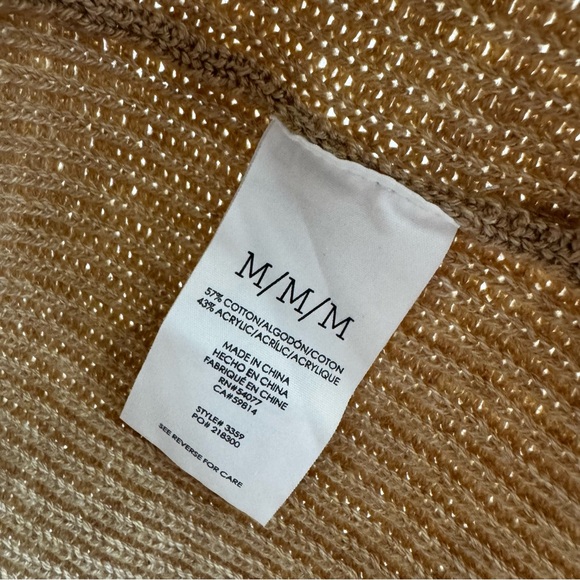 M/M/M
57% COTTON/ALGODÓN/COTON
43% ACRYLIC/ACRÍLIC/ACRYLIQUE
MADE IN CHINA
HECHO EN CHINA
FABRIQUÉ EN CHINE
RN#54077
CA#59814
STYLE# 3359
PO# 218300
SEE REVERSE FOR CARE